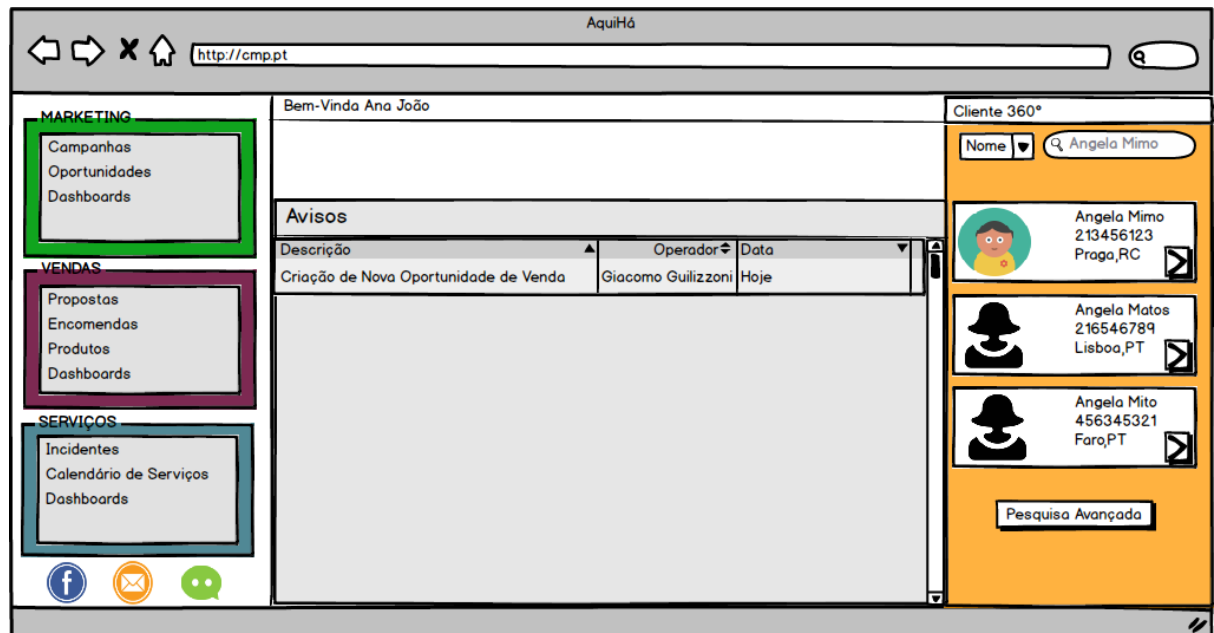 AquiHá
http://cmp.pt
MARKETING
Campanhas
Oportunidades
Dashboards
VENDAS
Propostas
Encomendas
Produtos
Dashboards
SERVIÇOS
Incidentes
Calendário de Serviços
Dashboards
Bem-Vinda Ana João
Avisos
Descrição Operador Data
Criação de Nova Oportunidade de Venda Giacomo Guilizzoni Hoje
Cliente 360°
Nome Angela Mimo
Angela Mimo
213456123
Praga,RC
Angela Matos
216546789
Lisboa,PT
Angela Mito
456345321
Faro,PT
Pesquisa Avançada